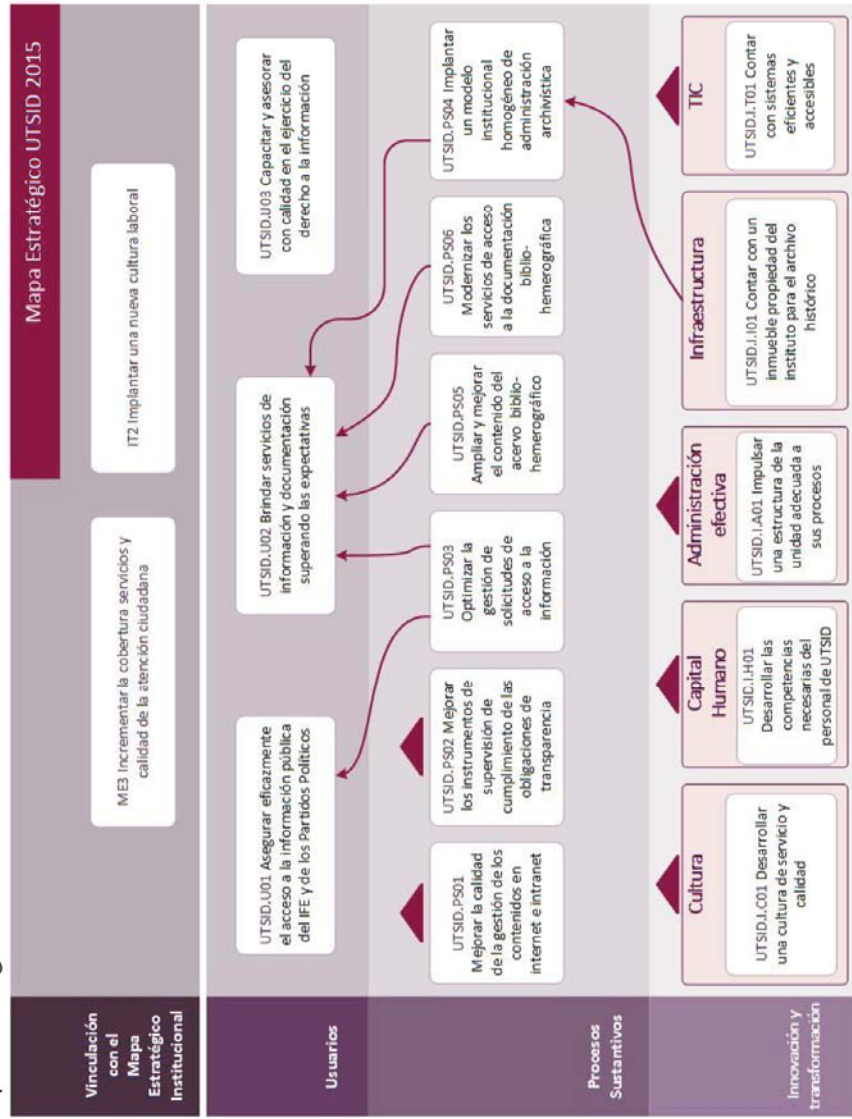 Mapa Estratégico UTSID 2015
Vinculación
con el
Mapa
Estratégico
Institucional
ME3 Incrementar la cobertura servicios y
calidad de la atención ciudadana
IT2 Implantar una nueva cultura laboral
Usuarios
UTSID.U01 Asegurar eficazmente
el acceso a la información pública
del IFE y de los Partidos Políticos
UTSID.U02 Brindar servicios de
información y documentación
superando las expectativas
UTSID.U03 Capacitar y asesorar
con calidad en el ejercicio del
derecho a la información
Procesos
Sustantivos
UTSID.PS01
Mejorar la calidad
de la gestión de los
contenidos en
internet e intranet
UTSID.PS02 Mejorar
los instrumentos de
supervisión de
cumplimiento de las
obligaciones de
transparencia
UTSID.PS03
Optimizar la
gestión de
solicitudes de
acceso a la
información
UTSID.PS05
Ampliar y mejorar
el contenido del
acervo biblio-
hemerográfico
UTSID.PS06
Modernizar los
servicios de acceso
a la documentación
biblio-
hemerográfica
UTSID.PS04 Implantar
un modelo
institucional
homogéneo de
administración
archivística
Innovación y
transformación
Cultura
UTSID.I.C01 Desarrollar
una cultura de servicio y
calidad
Capital
Humano
UTSID.I.H01
Desarrollar las
competencias
necesarias del
personal de UTSID
Administración
efectiva
UTSID.I.A01 Impulsar
una estructura de la
unidad adecuada a
sus procesos
Infraestructura
UTSID.I.I01 Contar con un
inmueble propiedad del
instituto para el archivo
histórico
TIC
UTSID.I.T01 Contar
con sistemas
eficientes y
accesibles